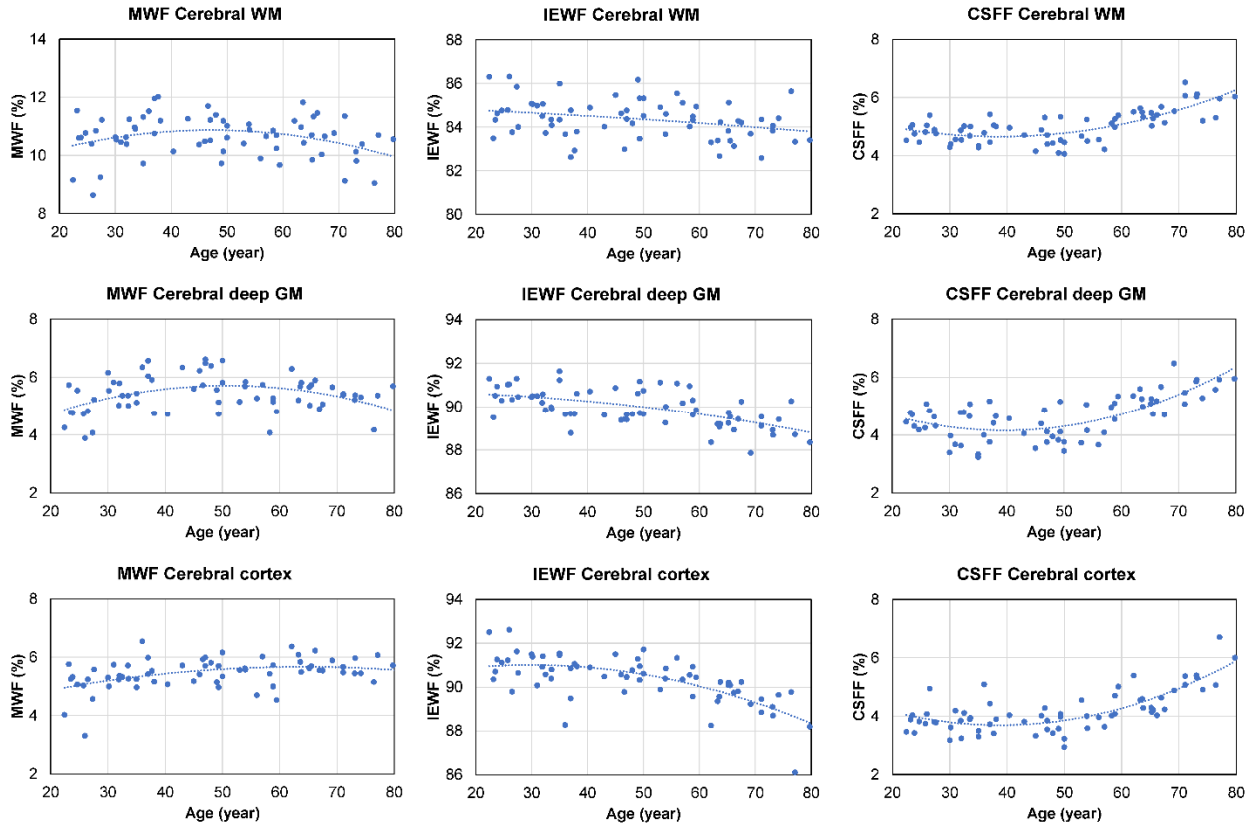 MWF Cerebral WM
MWF (%)
14
12
10
8
20 30 40 50 60 70 80
Age (year)
IEWF Cerebral WM
IEWF (%)
88
86
84
82
80
20 30 40 50 60 70 80
Age (year)
CSFF Cerebral WM
CSFF (%)
8
6
4
2
20 30 40 50 60 70 80
Age (year)
MWF Cerebral deep GM
MWF (%)
8
6
4
2
20 30 40 50 60 70 80
Age (year)
IEWF Cerebral deep GM
IEWF (%)
94
92
90
88
86
20 30 40 50 60 70 80
Age (year)
CSFF Cerebral deep GM
CSFF (%)
8
6
4
2
20 30 40 50 60 70 80
Age (year)
MWF Cerebral cortex
MWF (%)
8
6
4
2
20 30 40 50 60 70 80
Age (year)
IEWF Cerebral cortex
IEWF (%)
94
92
90
88
86
20 30 40 50 60 70 80
Age (year)
CSFF Cerebral cortex
CSFF (%)
8
6
4
2
20 30 40 50 60 70 80
Age (year)